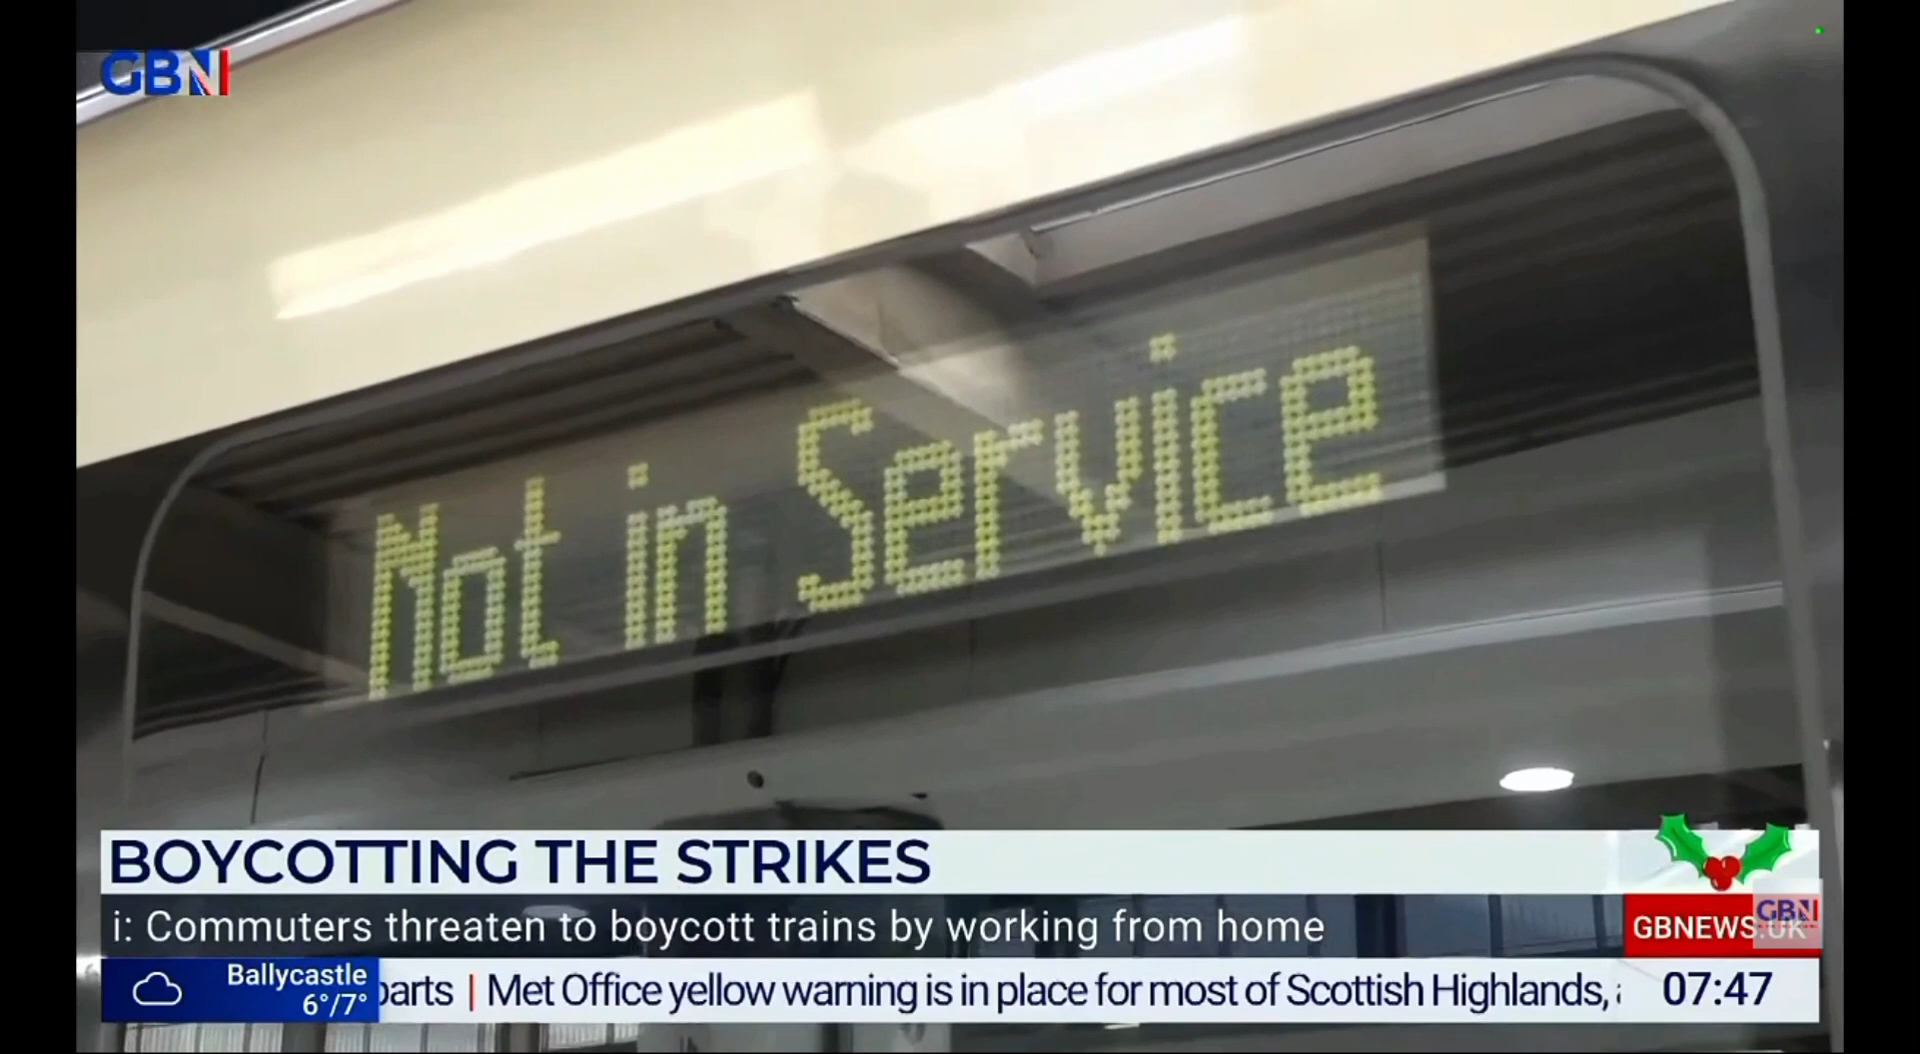 GBN
Not in Service
BOYCOTTING THE STRIKES
i: Commuters threaten to boycott trains by working from home
GBN
GBNEWS.UK
Ballycastle
6°/7°
parts | Met Office yellow warning is in place for most of Scottish Highlands,
07:47